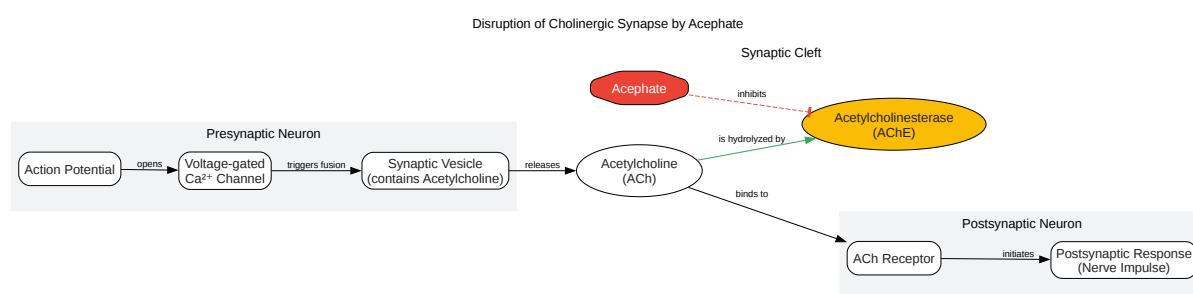 Disruption of Cholinergic Synapse by Acephate
Synaptic Cleft
Acephate
inhibits
Acetylcholinesterase
(AChE)
Presynaptic Neuron
is hydrolyzed by
Action Potential
opens
Voltage-gated
Ca²⁺ Channel
triggers fusion
Synaptic Vesicle
(contains Acetylcholine)
releases
Acetylcholine
(ACh)
binds to
Postsynaptic Neuron
ACh Receptor
initiates
Postsynaptic Response
(Nerve Impulse)